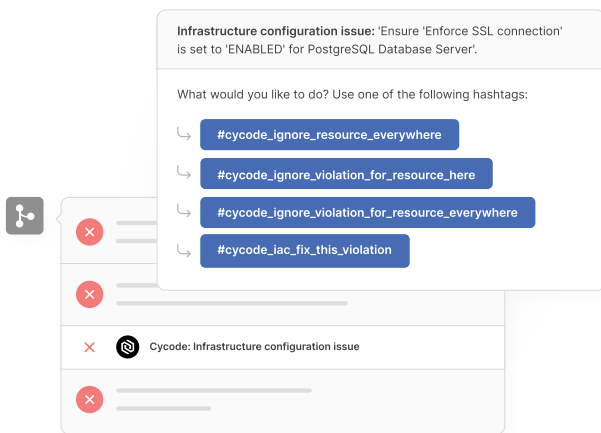 Infrastructure configuration issue: 'Ensure 'Enforce SSL connection'
is set to 'ENABLED' for PostgreSQL Database Server'.
What would you like to do? Use one of the following hashtags:
#cycode_ignore_resource_everywhere
#cycode_ignore_violation_for_resource_here
#cycode_ignore_violation_for_resource_everywhere
#cycode_iac_fix_this_violation
Cycode: Infrastructure configuration issue